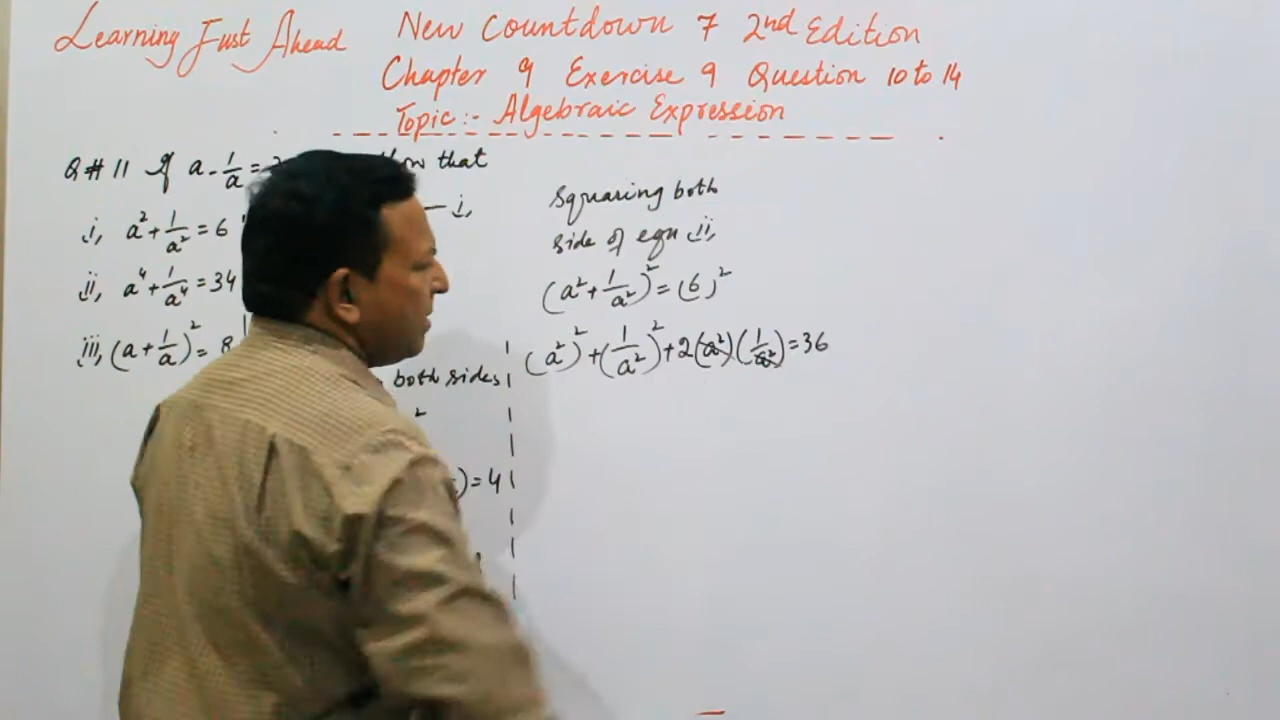 Learning Just Ahead
New Countdown 7 2nd Edition
Chapter 9 Exercise 9 Question 10 to 14
Topic:- Algebraic Expression
Q # 11 If a - 1/a = that
i, a² + 1/a² = 6
ii, a⁴ + 1/a⁴ = 34
iii, (a + 1/a)² = 8
— i,
both sides
²
) = 4
Squaring both
side of equ ii,
(a² + 1/a²)² = (6)²
(a²)² + (1/a²)² + 2(a²)(1/a²) = 36